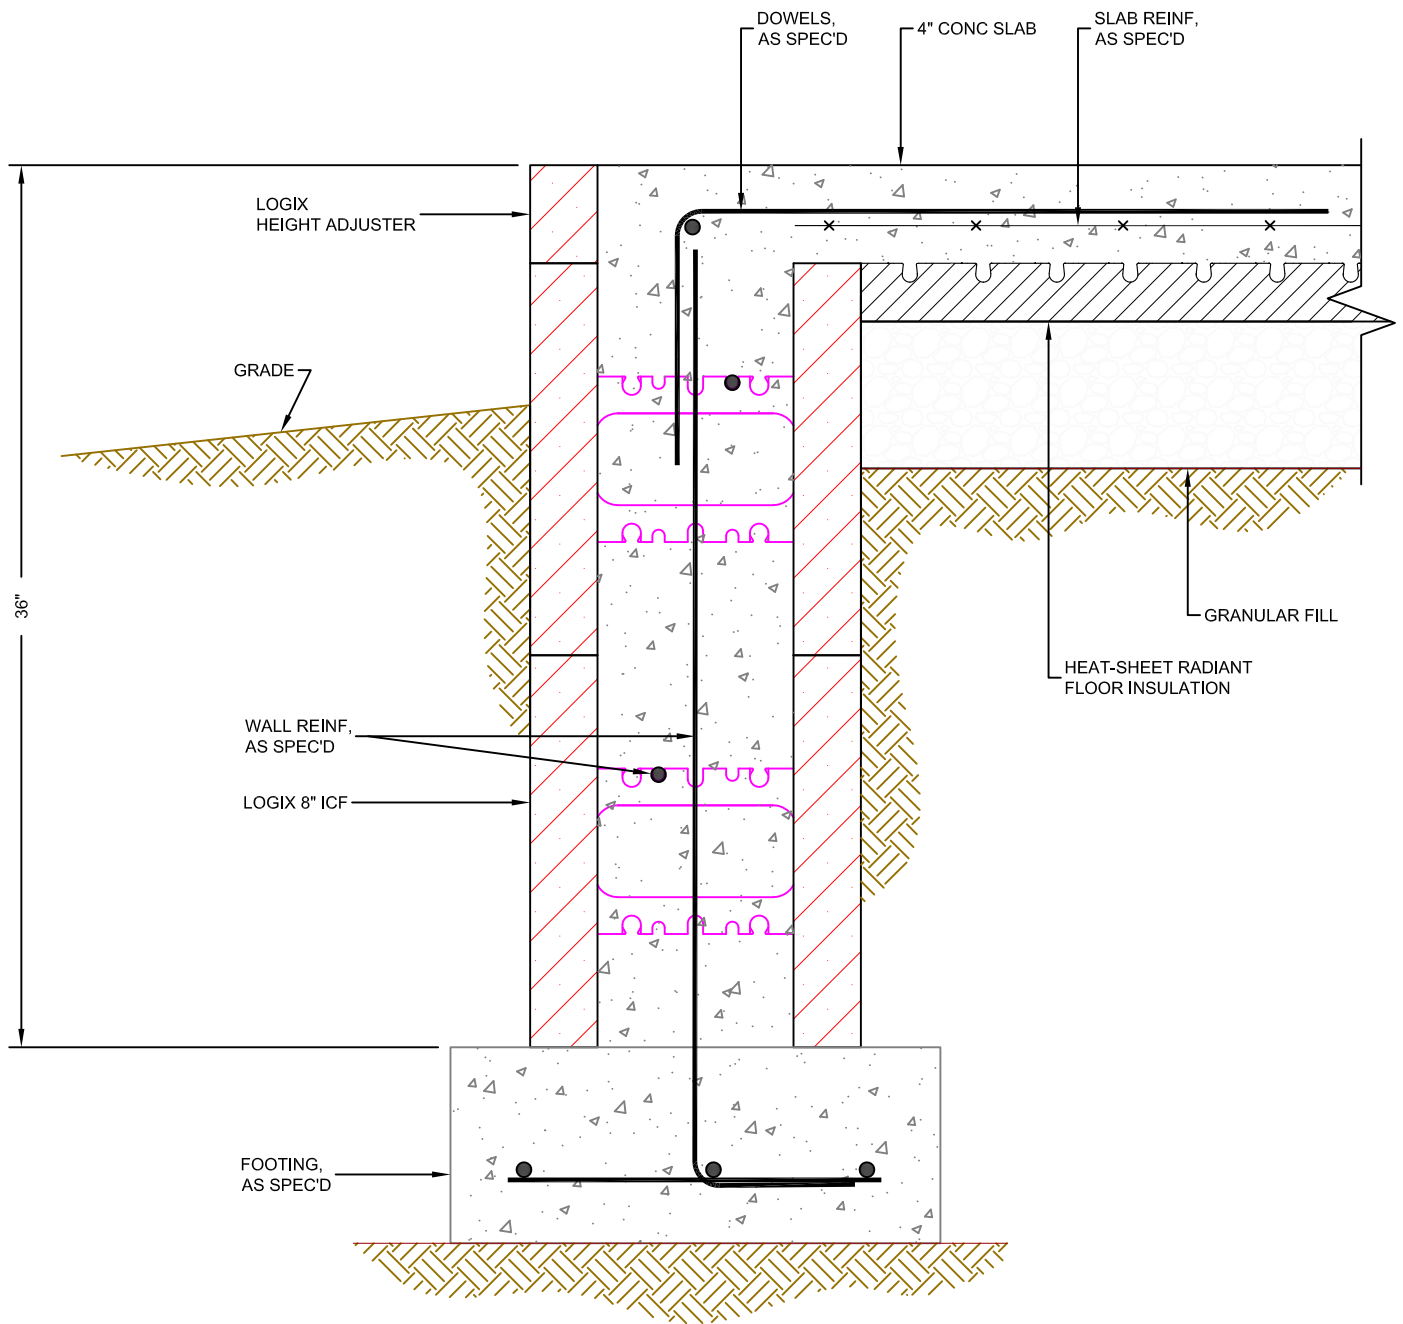 DOWELS,
AS SPEC'D
4" CONC SLAB
SLAB REINF,
AS SPEC'D
LOGIX
HEIGHT ADJUSTER
GRADE
36"
GRANULAR FILL
HEAT-SHEET RADIANT
FLOOR INSULATION
WALL REINF,
AS SPEC'D
LOGIX 8" ICF
FOOTING,
AS SPEC'D